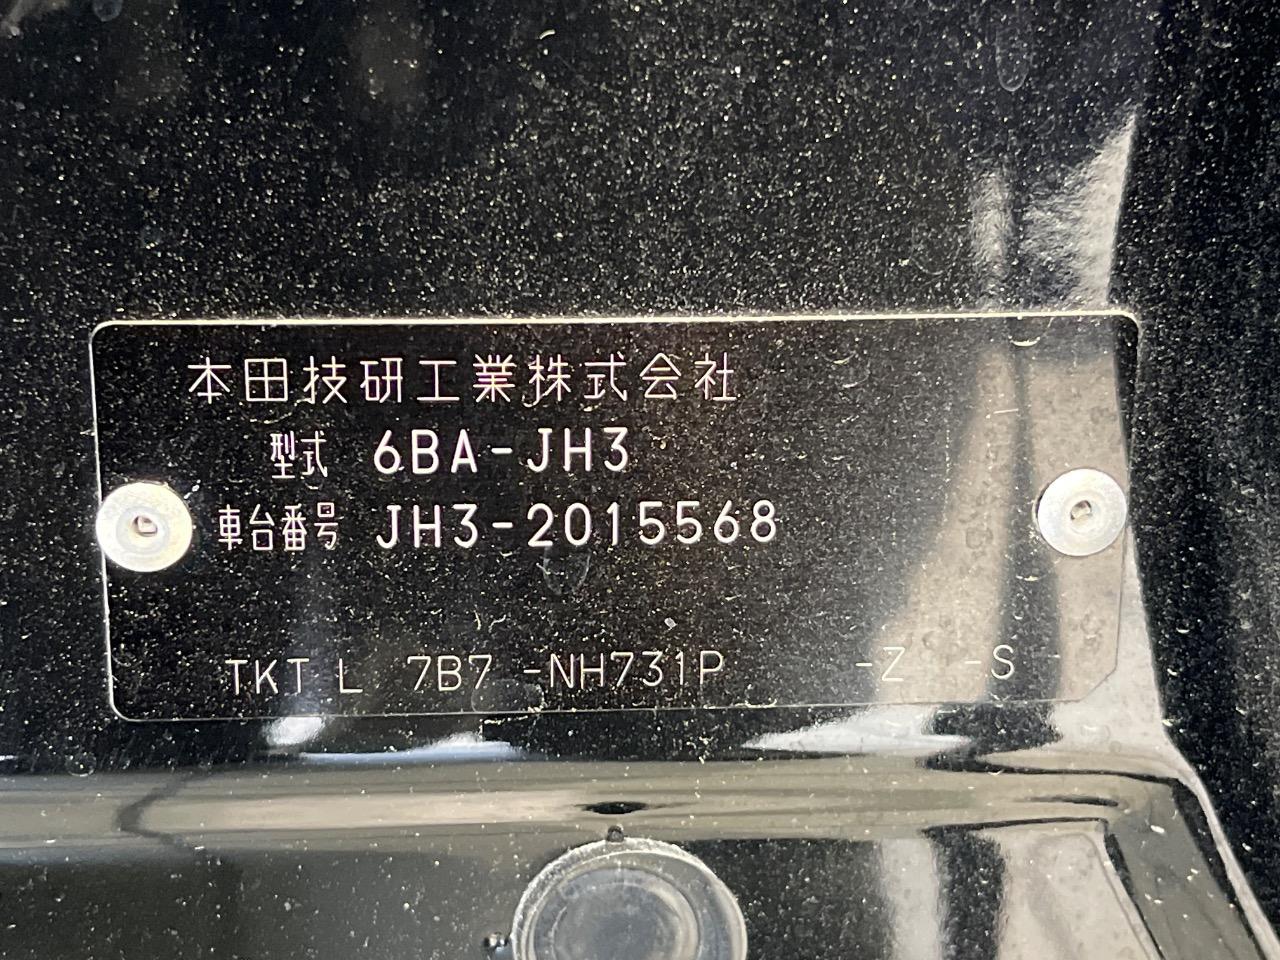 本田技研工業株式会社
型式 6BA-JH3
車台番号 JH3-2015568
TKT L 7B7 -NH731P -Z -S -